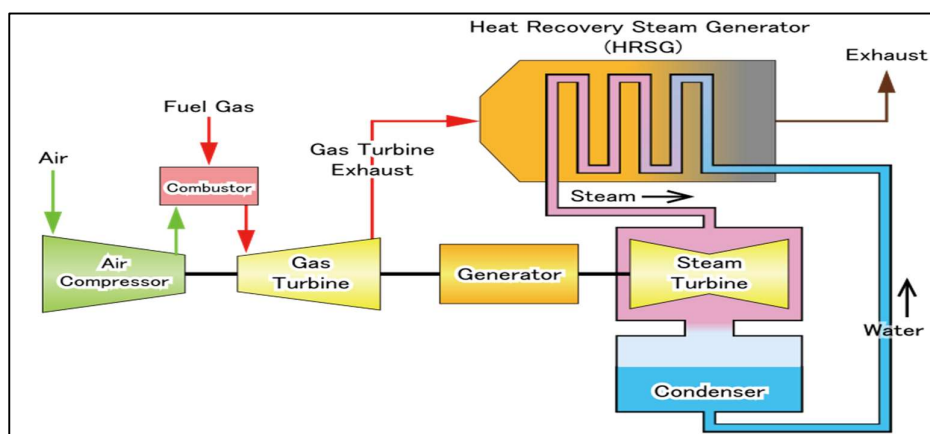 Heat Recovery Steam Generator
(HRSG)
Exhaust
Fuel Gas
Air
Gas Turbine
Exhaust
Combustor
Steam
Air
Compressor
Gas
Turbine
Generator
Steam
Turbine
Water
Condenser